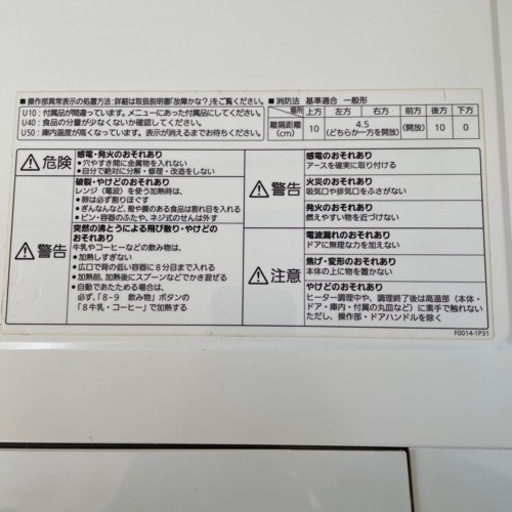 ■操作部異常表示の処置方法:詳細は取扱説明書「故障かな?」をご覧ください。
U10:付属品が間違っています。メニューにあった付属品にしてください。
U40:食品の分量が少ないか確認してください。
U50:庫内温度が高くなっています。表示が消えるまでお待ちください。
■消防法 基準適合 一般形
場所 上方 左方 右方 前方 後方 下方
離隔距離(cm) 10 4.5(どちらか一方を開放) (開放) 10 0
危険
感電・発火のおそれあり
●穴やすき間に金属物を入れない
●自分で絶対に分解・修理・改造をしない
警告
破裂・やけどのおそれあり
レンジ(電波)を使う加熱時は、
●卵は必ず割りほぐす
●ぎんなんなど、殻や膜のある食品は割れ目を入れる
●ビン・容器のふたや、ネジ式のせんは外す
突然の沸とうによる飛び散り・やけどの
おそれあり
牛乳やコーヒーなどの飲み物は、
●加熱しすぎない
●広口で背の低い容器に8分目まで入れる
●加熱前、加熱後にスプーンなどでかき混ぜる
●自動であたためる場合は、
必ず、「8-9 飲み物」ボタンの
「8牛乳・コーヒー」で加熱する
警告
感電のおそれあり
アースを確実に取り付ける
火災のおそれあり
吸気口や排気口をふさがない
発火のおそれあり
燃えやすい物を近づけない
注意
電波漏れのおそれあり
ドアに無理な力を加えない
焦げ・変形のおそれあり
本体の上に物を置かない
やけどのおそれあり
ヒーター調理中や、調理終了後は高温部(本体・
ドア・庫内・付属の丸皿など)に素手で触れない
ただし、操作部・ドアハンドルを除く
F0014-1P31